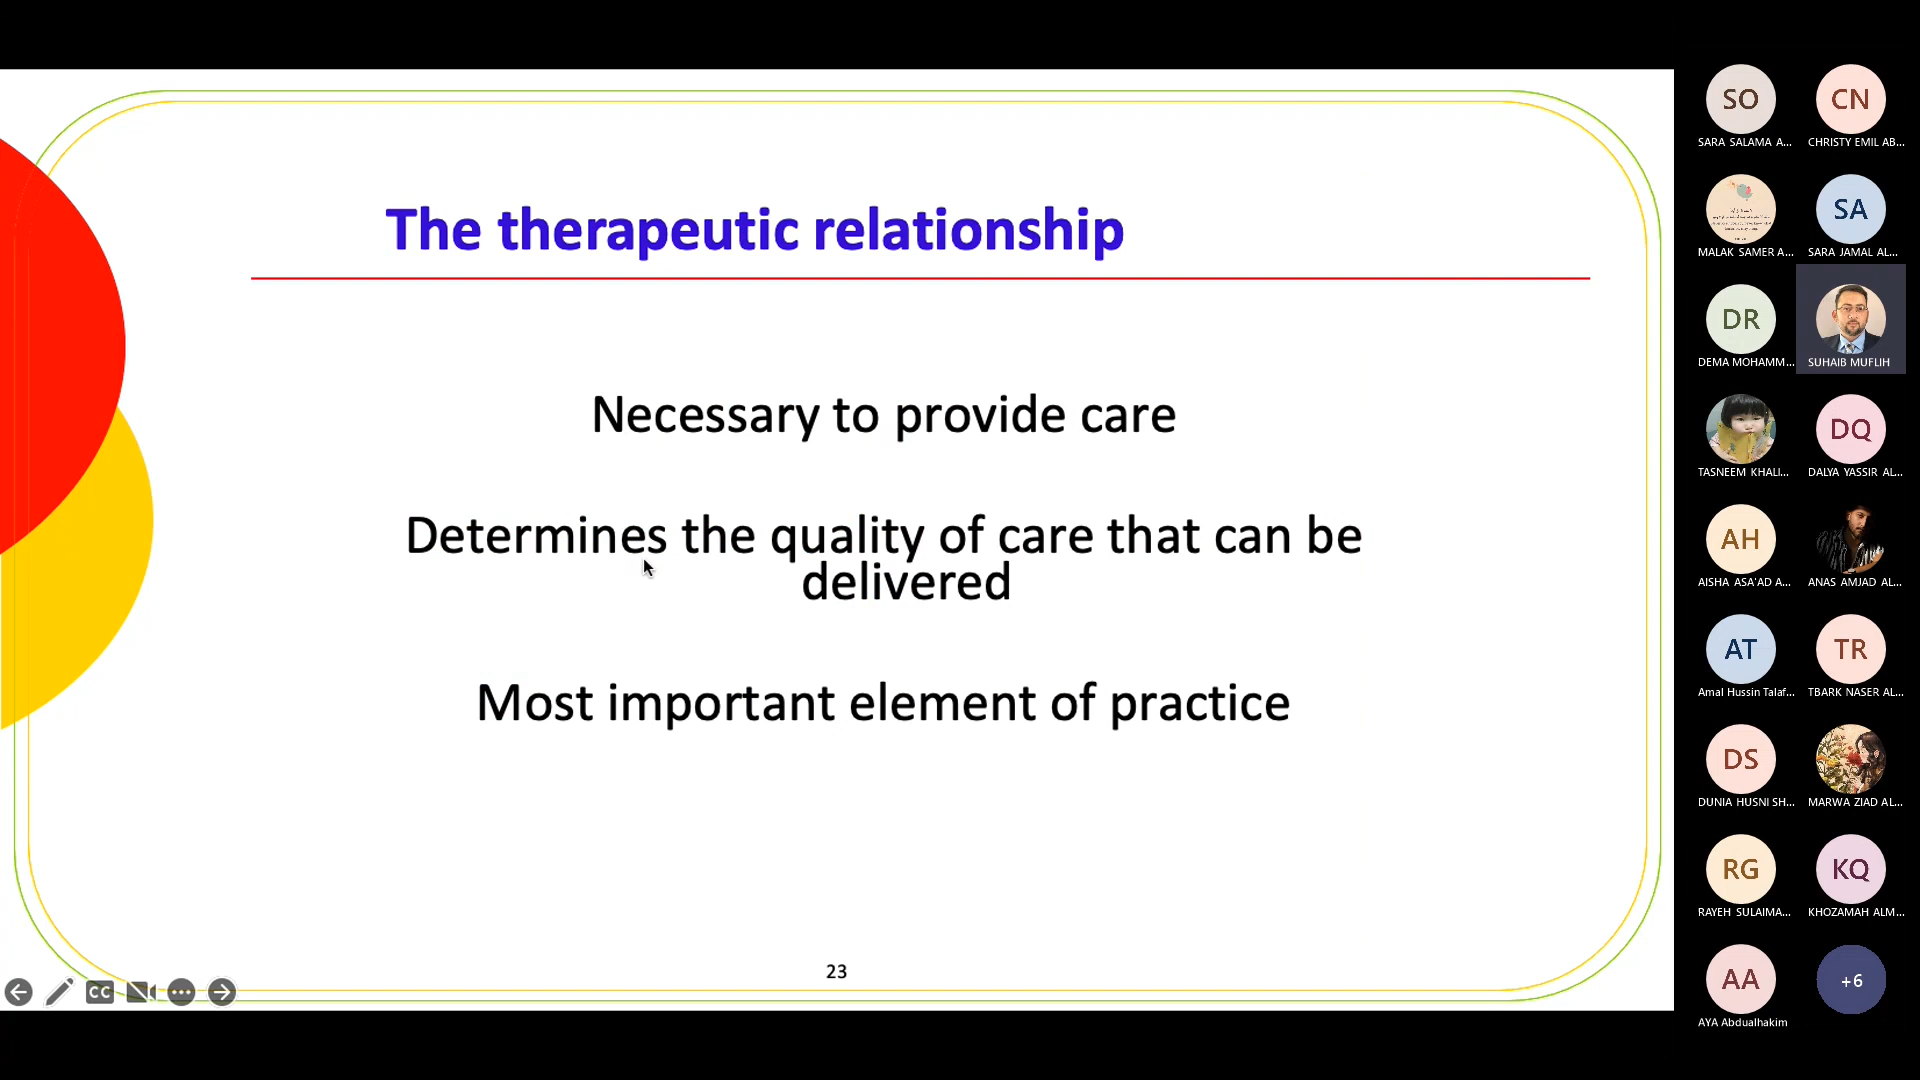 The therapeutic relationship
Necessary to provide care
Determines the quality of care that can be
delivered
Most important element of practice
23
CC
SO
SARA SALAMA A...
CN
CHRISTY EMIL AB...
MALAK SAMER A...
SA
SARA JAMAL AL...
DR
DEMA MOHAMM...
SUHAIB MUFLIH
TASNEEM KHALI...
DQ
DALYA YASSIR AL...
AH
AISHA ASA'AD A...
ANAS AMJAD AL...
AT
Amal Hussin Talaf...
TR
TBARK NASER AL...
DS
DUNIA HUSNI SH...
MARWA ZIAD AL...
RG
RAYEH SULAIMA...
KQ
KHOZAMAH ALM...
AA
AYA Abdualhakim
+6